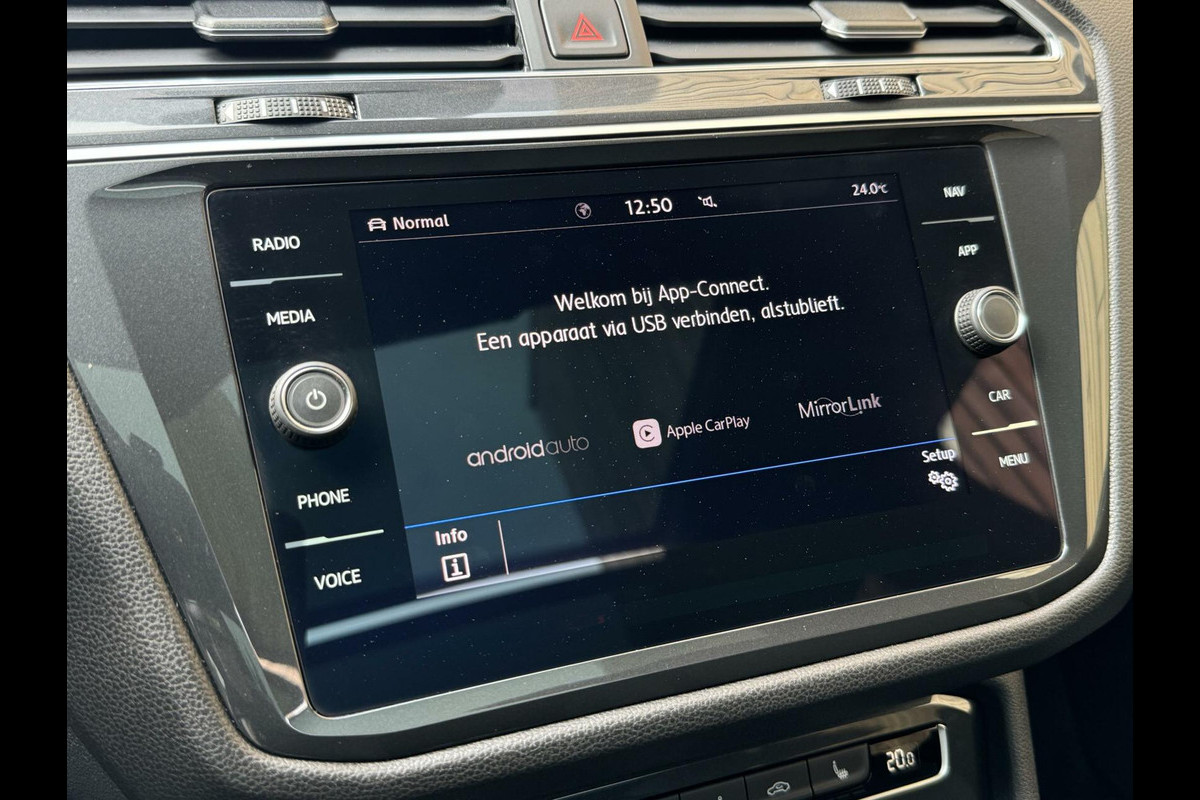 Normal
12:50
24.0°C
RADIO
MEDIA
PHONE
VOICE
Welkom bij App-Connect.
Een apparaat via USB verbinden, alstublieft.
androidauto
Apple CarPlay
MirrorLink
Setup
Info
i
NAV
APP
CAR
MENU
20.0